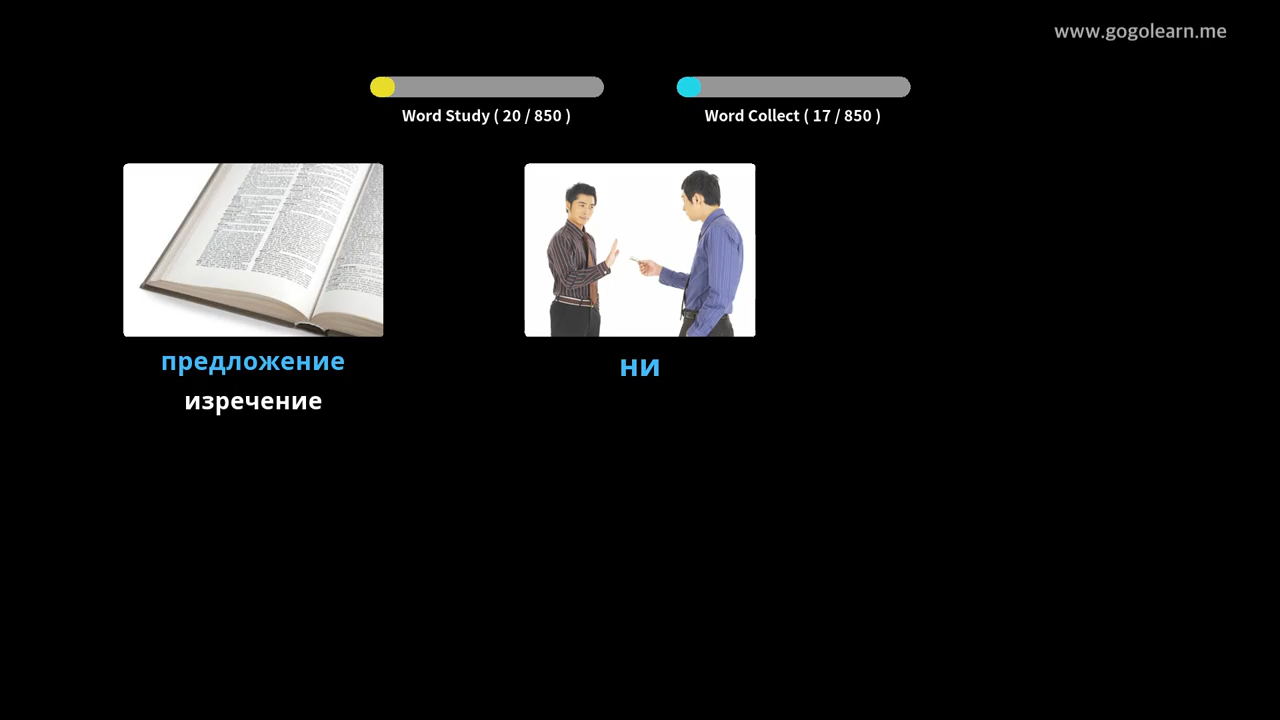 www.gogolearn.me
Word Study ( 20 / 850 )
Word Collect ( 17 / 850 )
предложение
изречение
ни